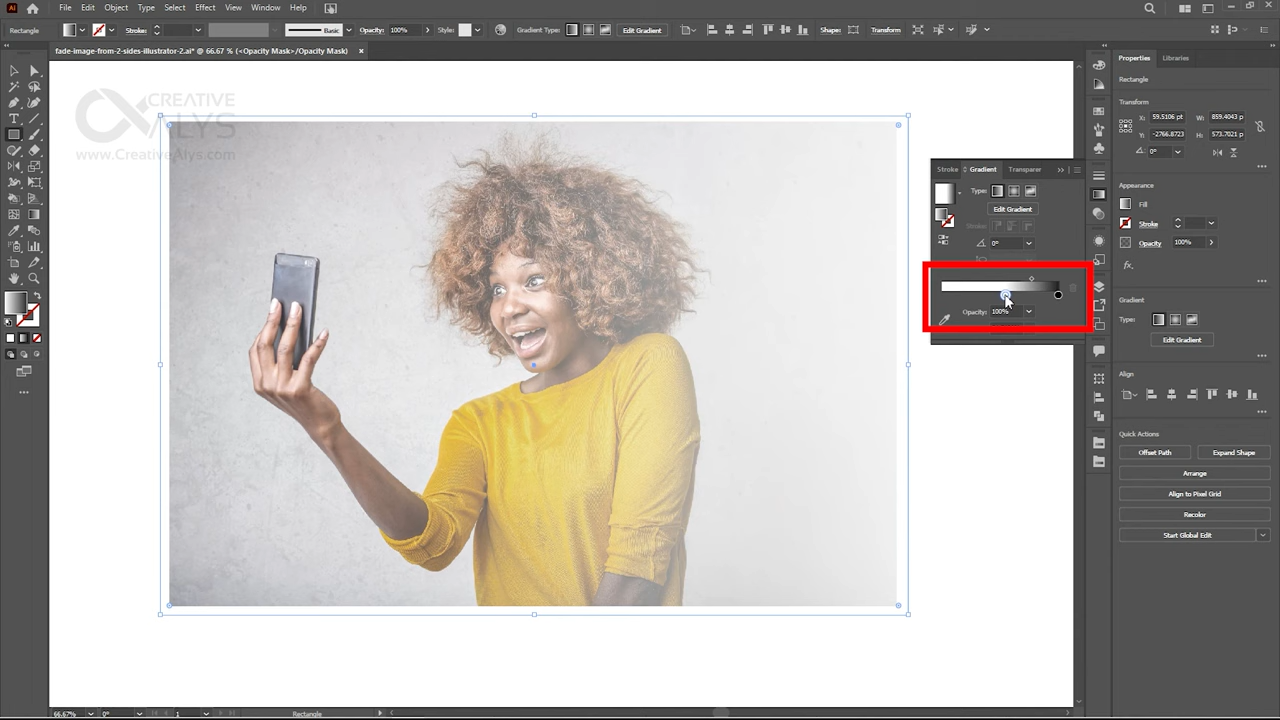 Ai File Edit Object Type Select Effect View Window Help
Rectangle Stroke: Basic Opacity: 100% Style: Gradient Type: Edit Gradient Shape: Transform
fade-image-from-2-sides-illustrator-2.ai* @ 66.67 % (<Opacity Mask>/Opacity Mask) ×
CREATIVE
ALYS
www.CreativeAlys.com
Stroke Gradient Transparer
Type:
Edit Gradient
Stroke:
0°
Opacity: 100%
Properties Libraries
Rectangle
Transform
X: 59.5106 pt W: 859.4043 p
Y: -2766.8723 H: 573.7021 p
0°
Appearance
Fill
Stroke
Opacity 100%
fx.
Gradient
Type:
Edit Gradient
Align
Quick Actions
Offset Path Expand Shape
Arrange
Align to Pixel Grid
Recolor
Start Global Edit
66.67% 0° 1 Rectangle